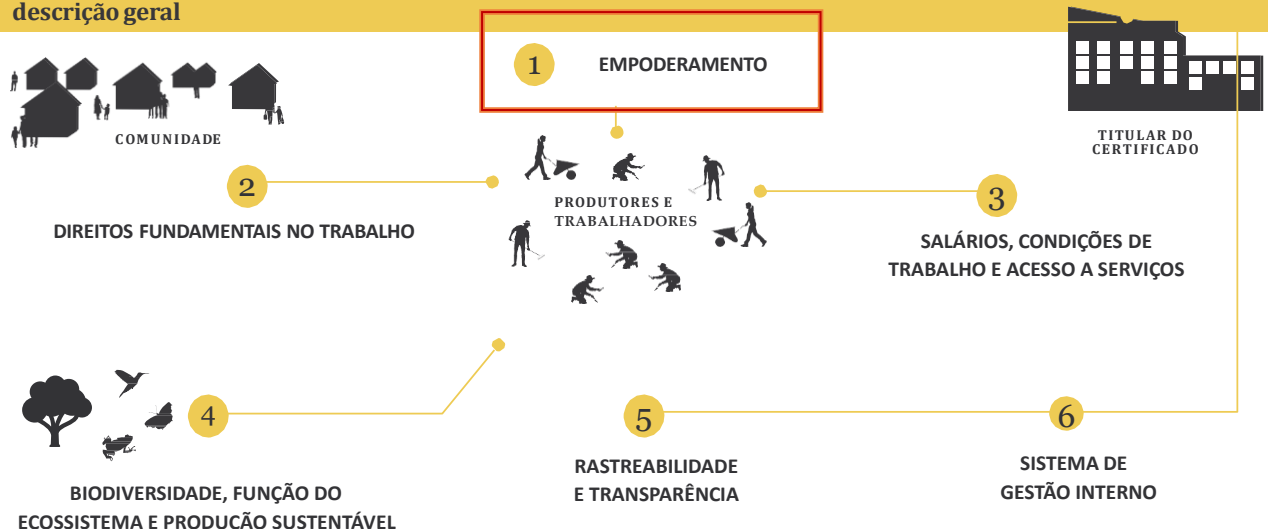 descrição geral
1
EMPODERAMENTO
COMUNIDADE
TITULAR DO
CERTIFICADO
2
DIREITOS FUNDAMENTAIS NO TRABALHO
PRODUTORES E
TRABALHADORES
3
SALÁRIOS, CONDIÇÕES DE
TRABALHO E ACESSO A SERVIÇOS
4
BIODIVERSIDADE, FUNÇÃO DO
ECOSSISTEMA E PRODUÇÃO SUSTENTÁVEL
5
RASTREABILIDADE
E TRANSPARÊNCIA
6
SISTEMA DE
GESTÃO INTERNO